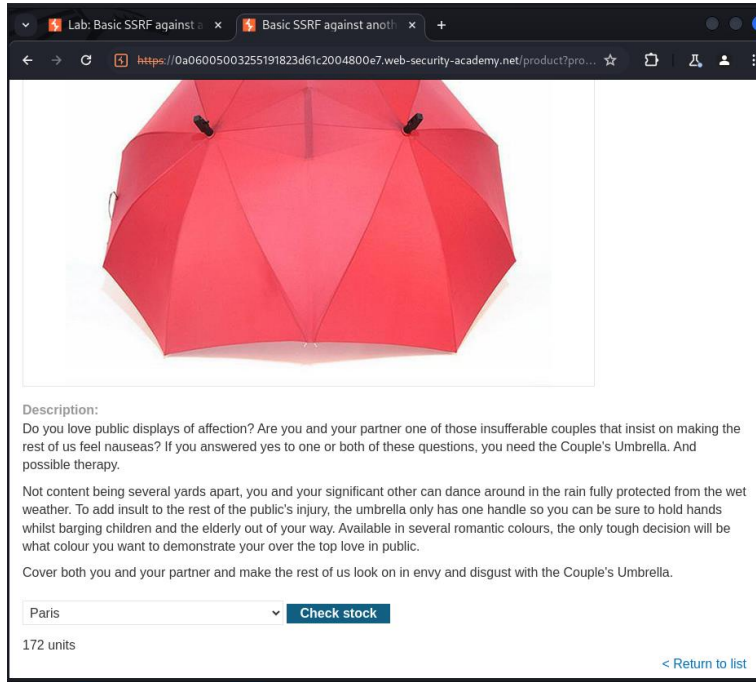 Lab: Basic SSRF against a
Basic SSRF against anoth
https://0a06005003255191823d61c2004800e7.web-security-academy.net/product?pro...
Description:
Do you love public displays of affection? Are you and your partner one of those insufferable couples that insist on making the
rest of us feel nauseas? If you answered yes to one or both of these questions, you need the Couple's Umbrella. And
possible therapy.
Not content being several yards apart, you and your significant other can dance around in the rain fully protected from the wet
weather. To add insult to the rest of the public's injury, the umbrella only has one handle so you can be sure to hold hands
whilst barging children and the elderly out of your way. Available in several romantic colours, the only tough decision will be
what colour you want to demonstrate your over the top love in public.
Cover both you and your partner and make the rest of us look on in envy and disgust with the Couple's Umbrella.
Paris
Check stock
172 units
< Return to list